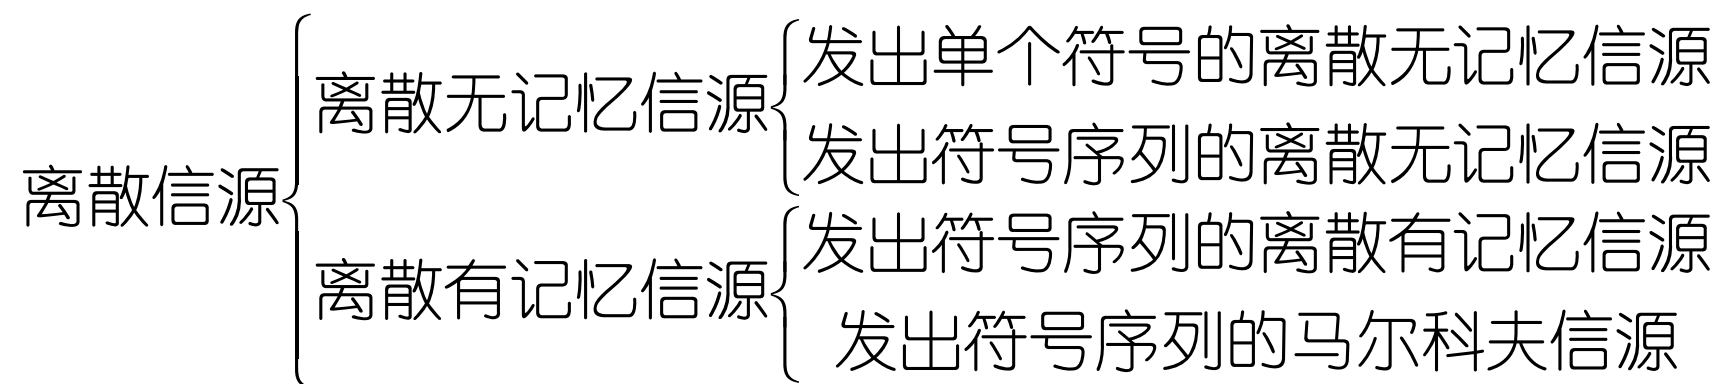 离散信源
离散无记忆信源
发出单个符号的离散无记忆信源
发出符号序列的离散无记忆信源
离散有记忆信源
发出符号序列的离散有记忆信源
发出符号序列的马尔科夫信源